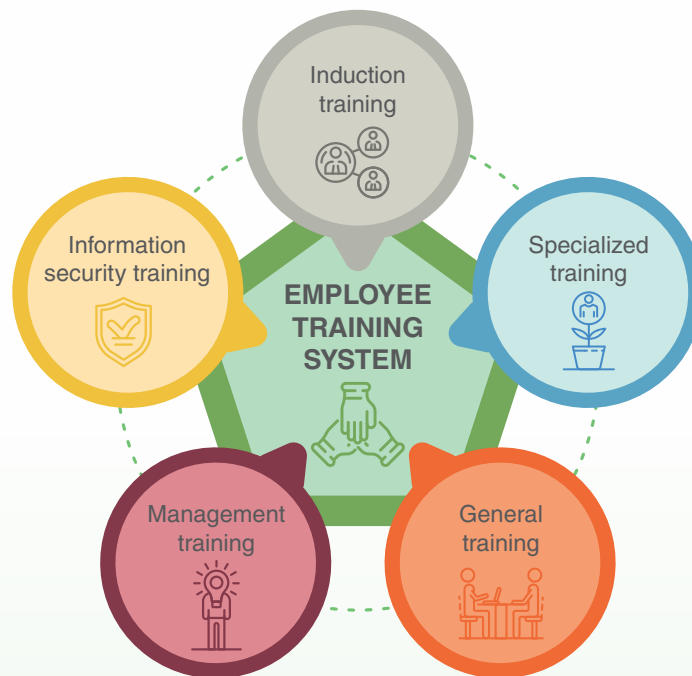 Induction
training
Specialized
training
General
training
Management
training
Information
security training
EMPLOYEE
TRAINING
SYSTEM